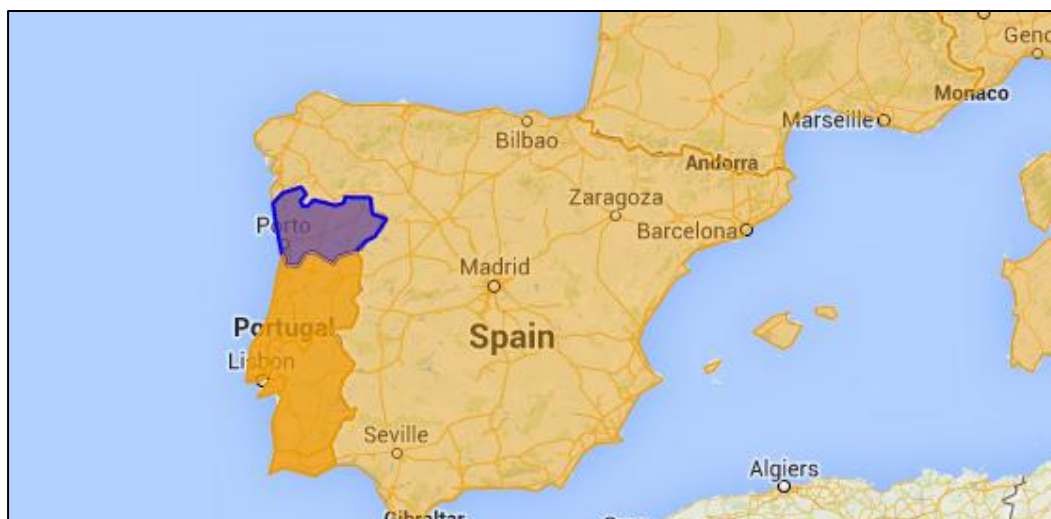 Geno
Monaco
Marseille
Bilbao
Andorra
Zaragoza
Porto
Barcelona
Madrid
Portugal
Spain
Lisbon
Seville
Algiers
Gibraltar